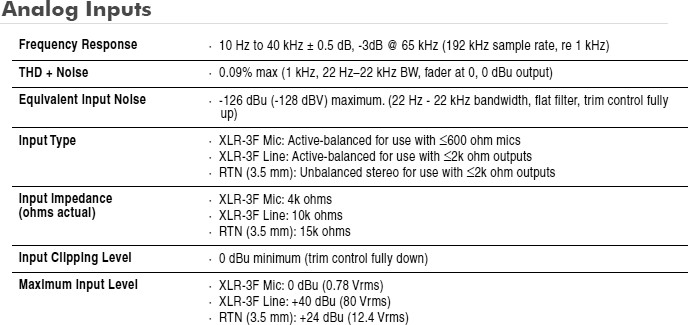 Analog Inputs
Frequency Response · 10 Hz to 40 kHz ± 0.5 dB, -3dB @ 65 kHz (192 kHz sample rate, re 1 kHz)
THD + Noise · 0.09% max (1 kHz, 22 Hz–22 kHz BW, fader at 0, 0 dBu output)
Equivalent Input Noise · -126 dBu (-128 dBV) maximum. (22 Hz - 22 kHz bandwidth, flat filter, trim control fully
up)
Input Type · XLR-3F Mic: Active-balanced for use with ≤600 ohm mics
· XLR-3F Line: Active-balanced for use with ≤2k ohm outputs
· RTN (3.5 mm): Unbalanced stereo for use with ≤2k ohm outputs
Input Impedance · XLR-3F Mic: 4k ohms
(ohms actual) · XLR-3F Line: 10k ohms
· RTN (3.5 mm): 15k ohms
Input Clipping Level · 0 dBu minimum (trim control fully down)
Maximum Input Level · XLR-3F Mic: 0 dBu (0.78 Vrms)
· XLR-3F Line: +40 dBu (80 Vrms)
· RTN (3.5 mm): +24 dBu (12.4 Vrms)